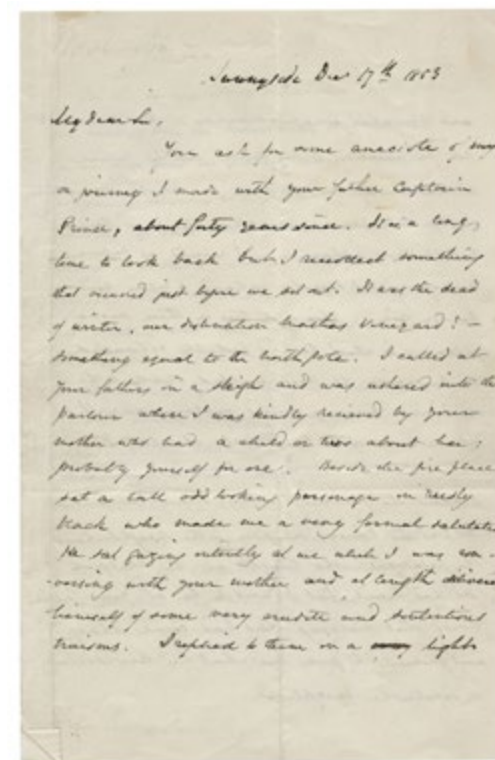 Sunnyside Dec 17th 1853
My dear Sir,
You ask for some anecdote of my
a journey I made with your father Captain
Prince, about forty years since. It is a long
time to look back but I recollect something
that occurred just before we set out. It was the dead
of winter, our destination Marthas Vineyard! —
something equal to the north pole. I called at
your fathers in a sleigh and was ushered into the
parlour where I was kindly recieved by your
mother who had a child or two about her;
probably yourself for one. Beside the fire place
sat a tall odd looking personage in rusty
black who made me a very formal salutation
He sat gazing intently at me while I was con-
versing with your mother and at length delivered
himself of some very erudite and sententious
maxims. I replied to them in a light